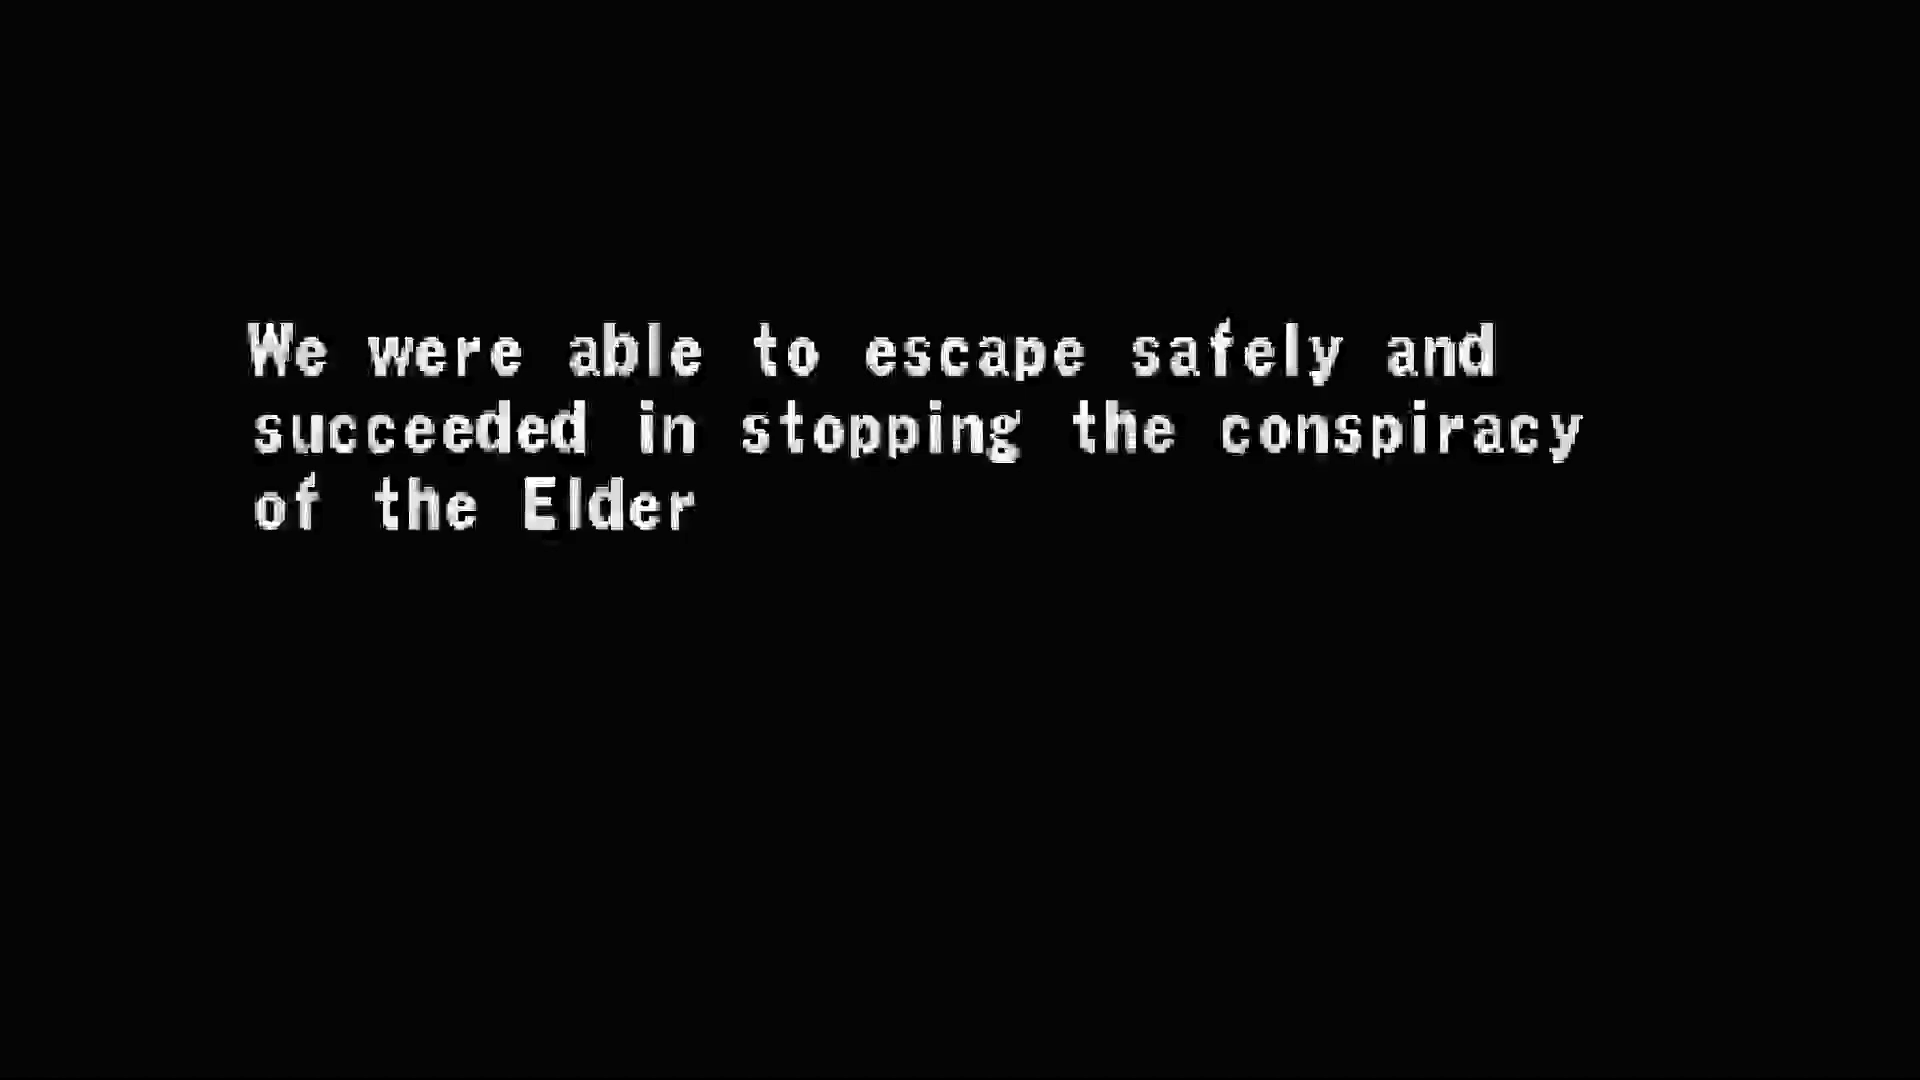 We were able to escape safely and
succeeded in stopping the conspiracy
of the Elder